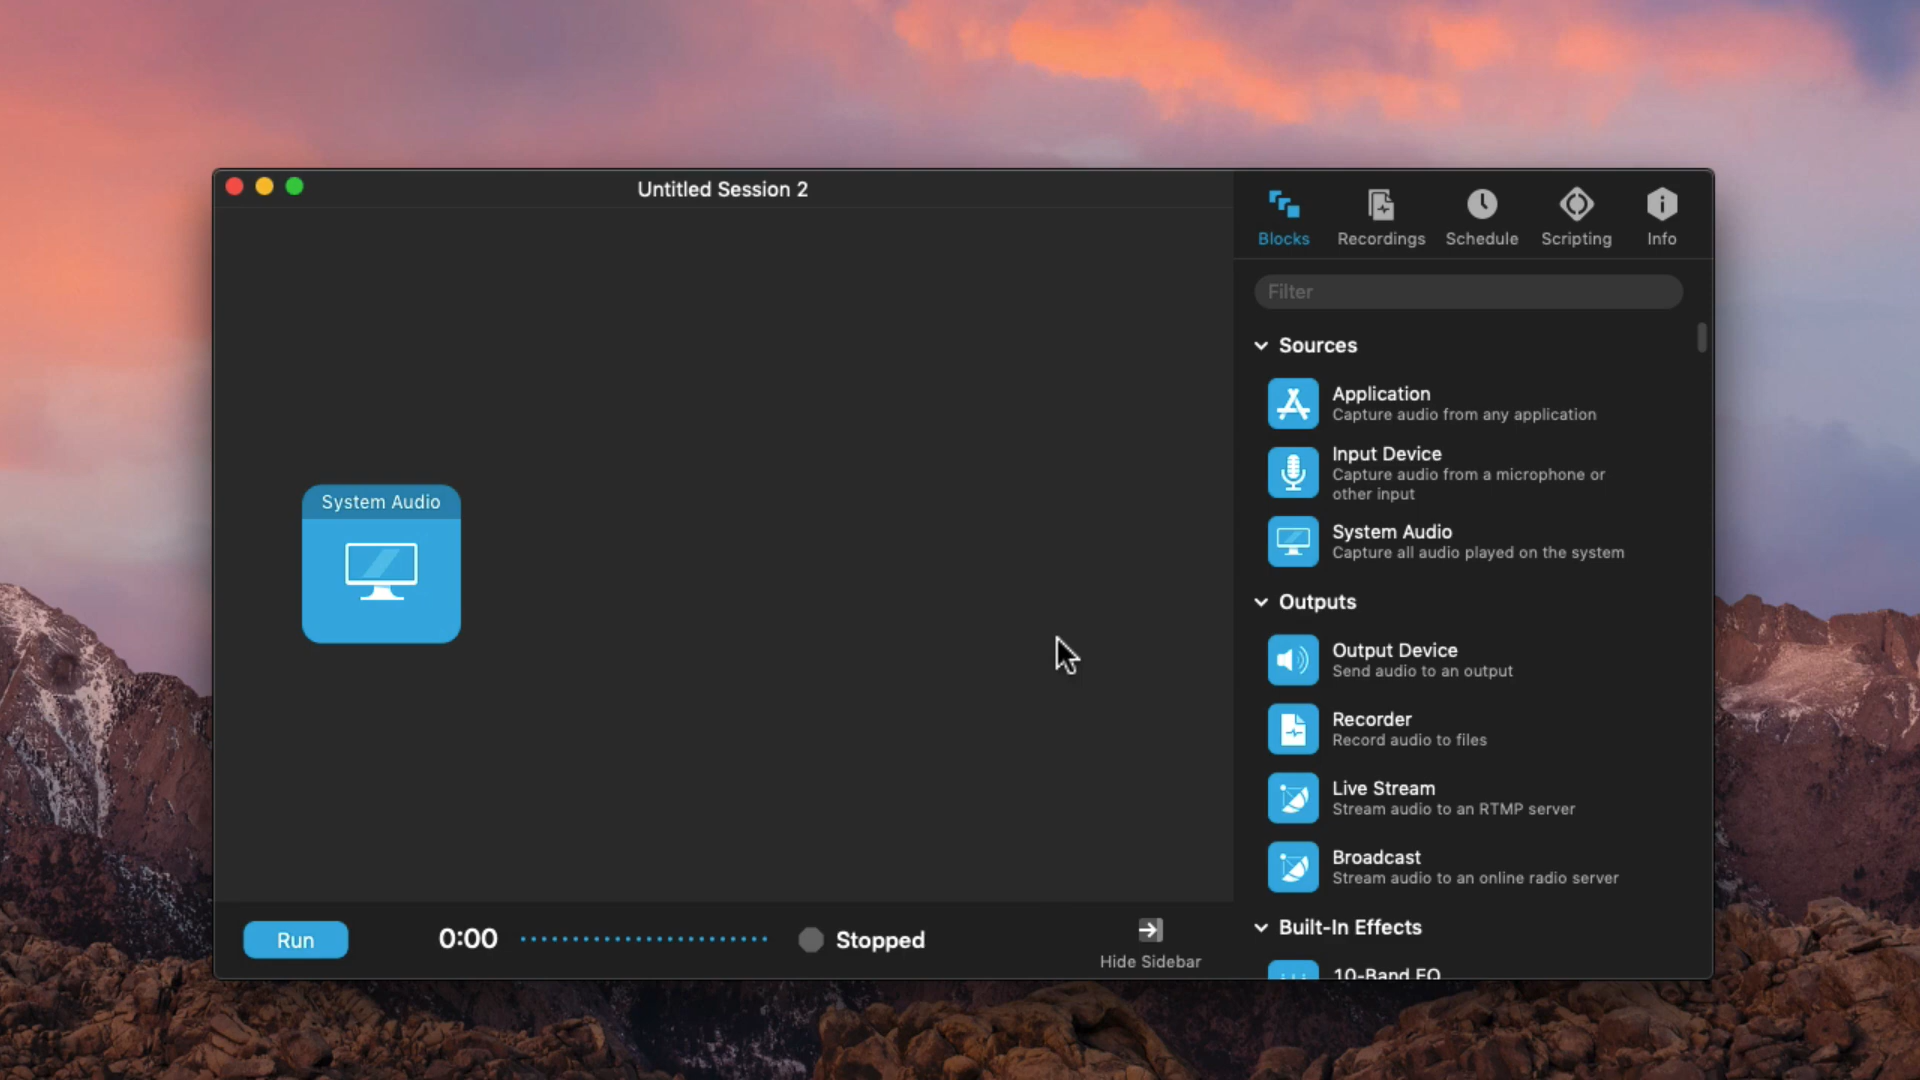 Untitled Session 2
Blocks
Recordings
Schedule
Scripting
Info
Filter
Sources
Application
Capture audio from any application
Input Device
Capture audio from a microphone or
other input
System Audio
Capture all audio played on the system
Outputs
Output Device
Send audio to an output
Recorder
Record audio to files
Live Stream
Stream audio to an RTMP server
Broadcast
Stream audio to an online radio server
Built-In Effects
10-Band EQ
System Audio
Run
0:00
Stopped
Hide Sidebar